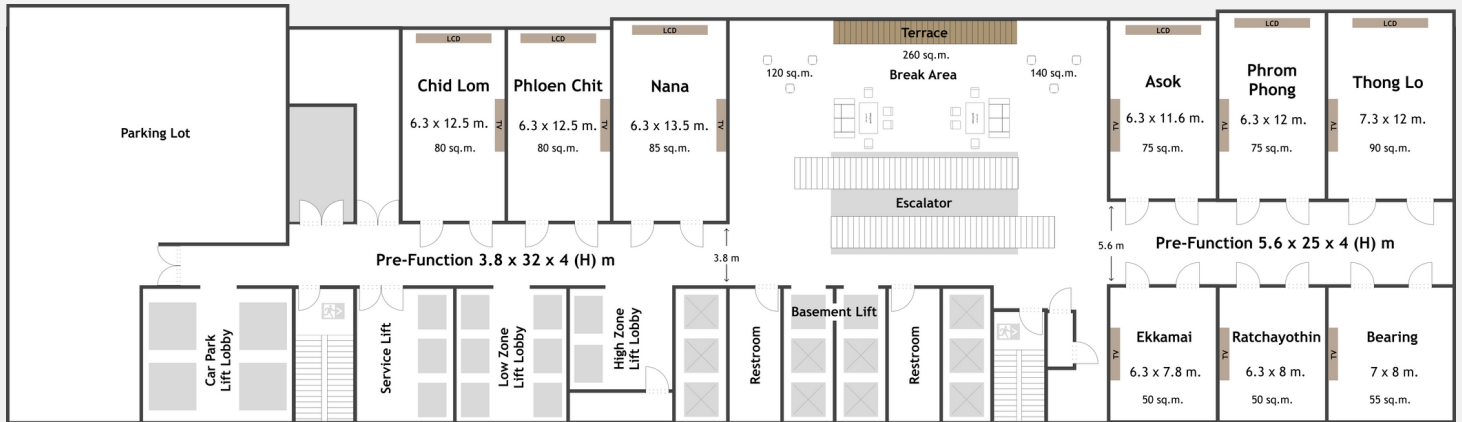 Parking Lot
LCD
Chid Lom
6.3 x 12.5 m.
80 sq.m.
TV
LCD
Phloen Chit
6.3 x 12.5 m.
80 sq.m.
TV
LCD
Nana
6.3 x 13.5 m.
85 sq.m.
TV
Terrace
260 sq.m.
Break Area
120 sq.m.
140 sq.m.
Escalator
LCD
Asok
6.3 x 11.6 m.
75 sq.m.
TV
LCD
Phrom
Phong
6.3 x 12 m.
75 sq.m.
TV
LCD
Thong Lo
7.3 x 12 m.
90 sq.m.
TV
Pre-Function 3.8 x 32 x 4 (H) m
3.8 m
5.6 m
Pre-Function 5.6 x 25 x 4 (H) m
Car Park
Lift Lobby
Service Lift
Low Zone
Lift Lobby
High Zone
Lift Lobby
Restroom
Basement Lift
Restroom
Ekkamai
6.3 x 7.8 m.
50 sq.m.
TV
Ratchayothin
6.3 x 8 m.
50 sq.m.
TV
Bearing
7 x 8 m.
55 sq.m.
TV